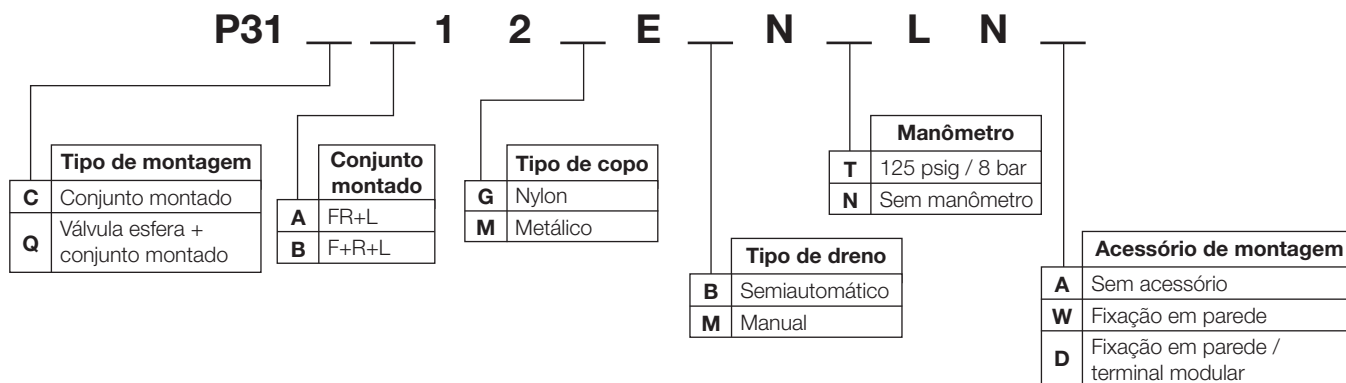 P31 __ __ 1 2 __ E __ N __ L N __
Tipo de montagem
C Conjunto montado
Q Válvula esfera +
conjunto montado
Conjunto
montado
A FR+L
B F+R+L
Tipo de copo
G Nylon
M Metálico
Tipo de dreno
B Semiautomático
M Manual
Manômetro
T 125 psig / 8 bar
N Sem manômetro
Acessório de montagem
A Sem acessório
W Fixação em parede
D Fixação em parede /
terminal modular